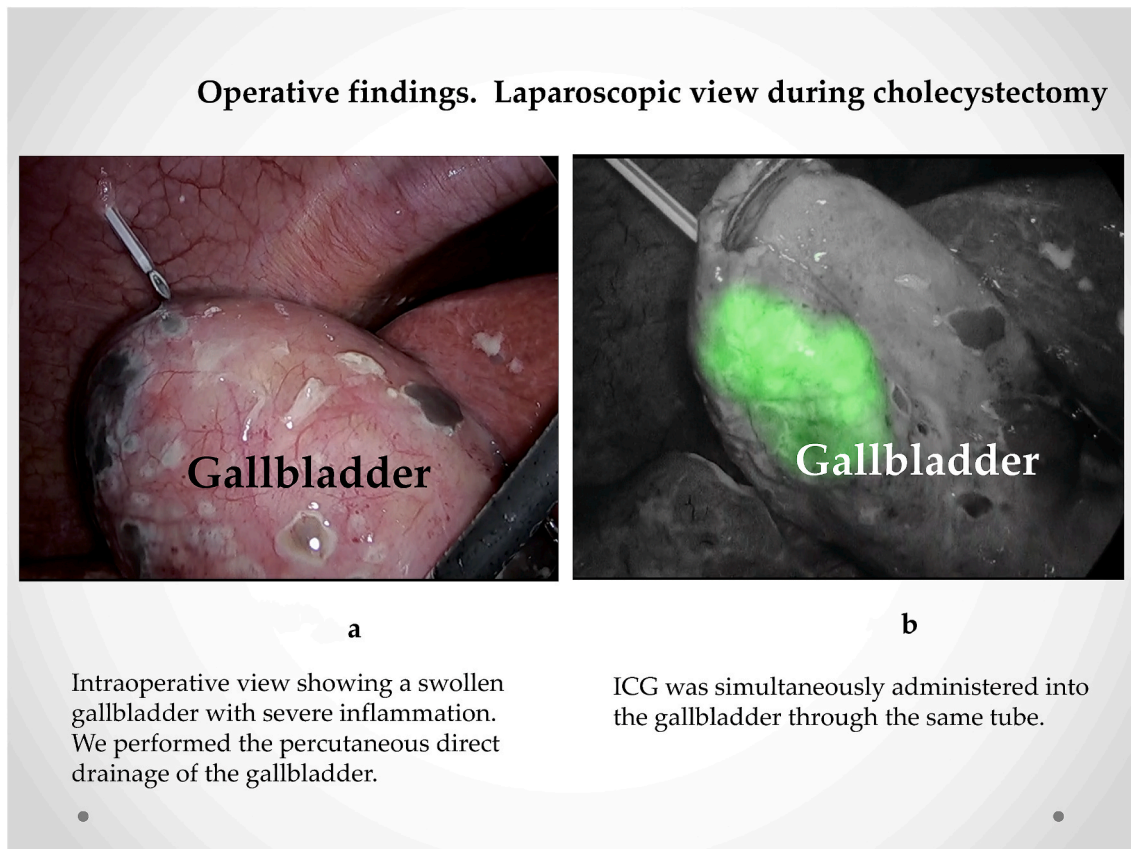 Operative findings.  Laparoscopic view during cholecystectomy
Gallbladder
Gallbladder
a
b
Intraoperative view showing a swollen
gallbladder with severe inflammation.
We performed the percutaneous direct
drainage of the gallbladder.
ICG was simultaneously administered into
the gallbladder through the same tube.